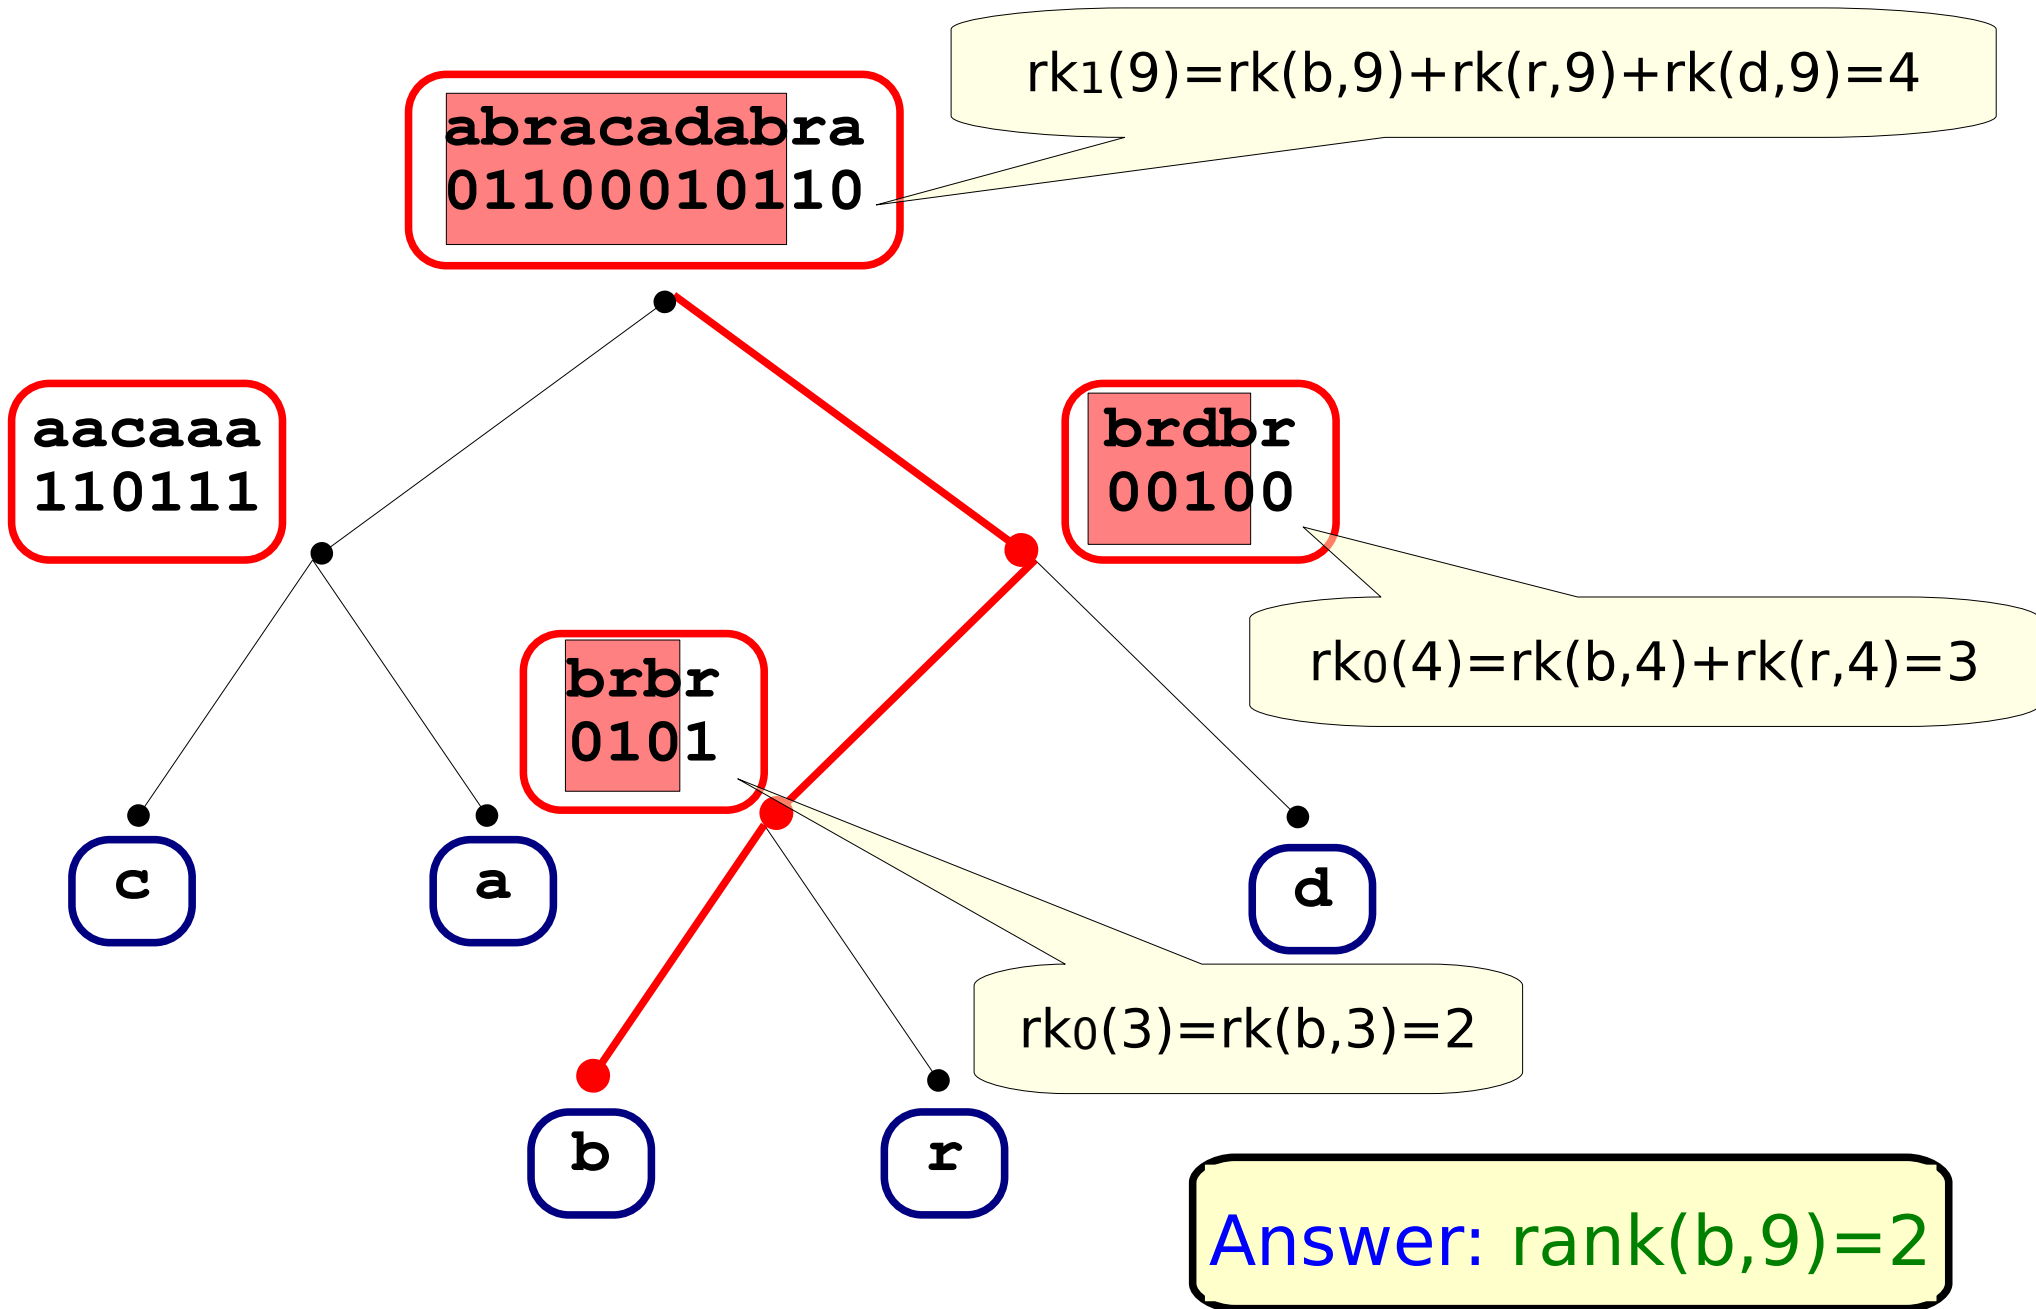 rk1(9)=rk(b,9)+rk(r,9)+rk(d,9)=4
abracadabra
01100010110
aacaaa
110111
brdbr
00100
rk0(4)=rk(b,4)+rk(r,4)=3
brbr
0101
c
a
d
rk0(3)=rk(b,3)=2
b
r
Answer: rank(b,9)=2